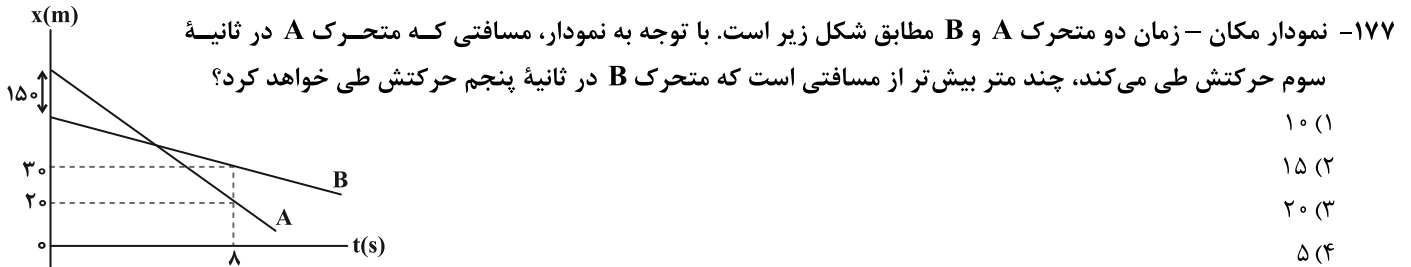 ۱۷۷- نمودار مکان – زمان دو متحرک A و B مطابق شکل زیر است. با توجه به نمودار، مسافتی که متحرک A در ثانیۀ
سوم حرکتش طی می‌کند، چند متر بیش‌تر از مسافتی است که متحرک B در ثانیۀ پنجم حرکتش طی خواهد کرد؟
۱) ۱۰
۲) ۱۵
۳) ۲۰
۴) ۵
x(m)
۱۵۰
۳۰
B
۲۰
A
۰
t(s)
۸